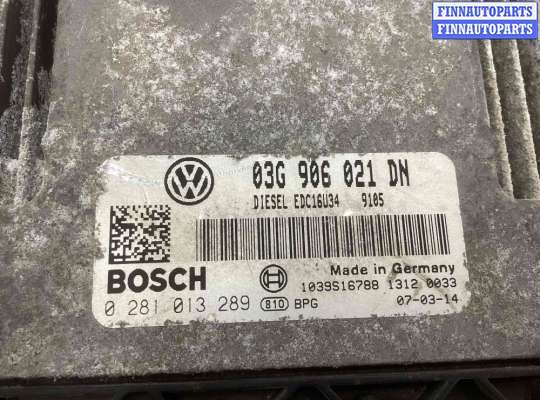 FINNAUTOPARTS
FINNAUTOPARTS
03G 906 021 DN
DIESEL EDC16U34 9105
BOSCH
Made in Germany
1039S16788 1312 0033
0 281 013 289 810 BPG 07-03-14